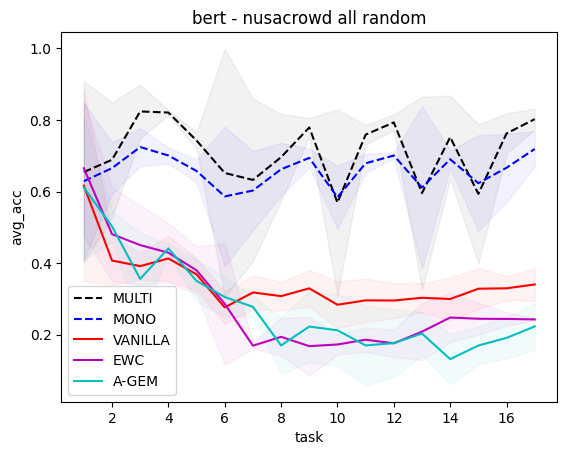 bert - nusacrowd all random
1.0
0.8
0.6
0.4
0.2
avg_acc
MULTI
MONO
VANILLA
EWC
A-GEM
2 4 6 8 10 12 14 16
task